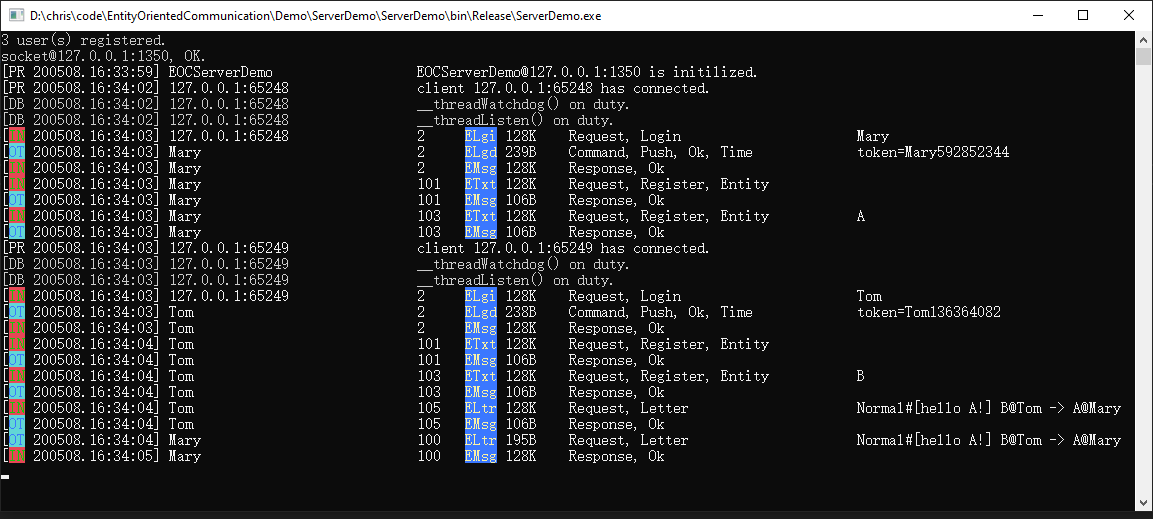 D:\chris\code\EntityOrientedCommunication\Demo\ServerDemo\ServerDemo\bin\Release\ServerDemo.exe
3 user(s) registered.
socket@127.0.0.1:1350, OK.
[PR 200508.16:33:59] EOCServerDemo EOCServerDemo@127.0.0.1:1350 is initilized.
[PR 200508.16:34:02] 127.0.0.1:65248 client 127.0.0.1:65248 has connected.
[DB 200508.16:34:02] 127.0.0.1:65248 __threadWatchdog() on duty.
[DB 200508.16:34:02] 127.0.0.1:65248 __threadListen() on duty.
[IN 200508.16:34:03] 127.0.0.1:65248 2 ELgi 128K Request, Login Mary
[OT 200508.16:34:03] Mary 2 ELgd 239B Command, Push, Ok, Time token=Mary592852344
[IN 200508.16:34:03] Mary 2 EMsg 128K Response, Ok
[IN 200508.16:34:03] Mary 101 ETxt 128K Request, Register, Entity
[OT 200508.16:34:03] Mary 101 EMsg 106B Response, Ok
[IN 200508.16:34:03] Mary 103 ETxt 128K Request, Register, Entity A
[OT 200508.16:34:03] Mary 103 EMsg 106B Response, Ok
[PR 200508.16:34:03] 127.0.0.1:65249 client 127.0.0.1:65249 has connected.
[DB 200508.16:34:03] 127.0.0.1:65249 __threadWatchdog() on duty.
[DB 200508.16:34:03] 127.0.0.1:65249 __threadListen() on duty.
[IN 200508.16:34:03] 127.0.0.1:65249 2 ELgi 128K Request, Login Tom
[OT 200508.16:34:03] Tom 2 ELgd 238B Command, Push, Ok, Time token=Tom136364082
[IN 200508.16:34:03] Tom 2 EMsg 128K Response, Ok
[IN 200508.16:34:04] Tom 101 ETxt 128K Request, Register, Entity
[OT 200508.16:34:04] Tom 101 EMsg 106B Response, Ok
[IN 200508.16:34:04] Tom 103 ETxt 128K Request, Register, Entity B
[OT 200508.16:34:04] Tom 103 EMsg 106B Response, Ok
[IN 200508.16:34:04] Tom 105 ELtr 128K Request, Letter Normal#[hello A!] B@Tom -> A@Mary
[OT 200508.16:34:04] Tom 105 EMsg 106B Response, Ok
[OT 200508.16:34:04] Mary 100 ELtr 195B Request, Letter Normal#[hello A!] B@Tom -> A@Mary
[IN 200508.16:34:05] Mary 100 EMsg 128K Response, Ok